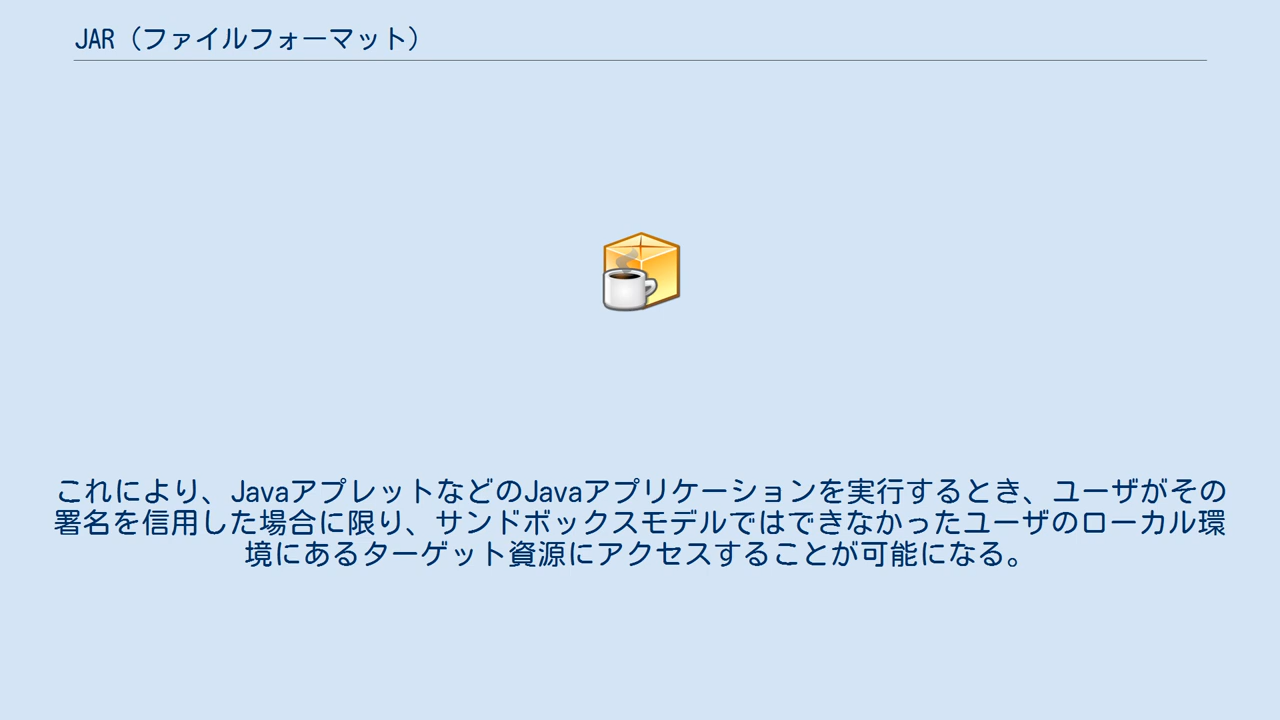 JAR（ファイルフォーマット）
これにより、JavaアプレットなどのJavaアプリケーションを実行するとき、ユーザがその
署名を信用した場合に限り、サンドボックスモデルではできなかったユーザのローカル環
境にあるターゲット資源にアクセスすることが可能になる。